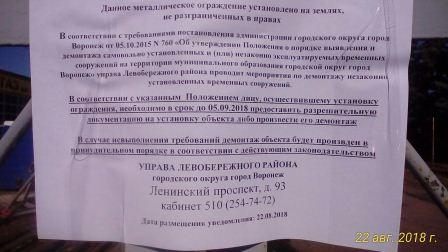 Данное металлическое ограждение установлено на землях,
не разграниченных в правах
В соответствии с требованиями постановления администрации городского округа город
Воронеж от 05.10.2015 N 760 «Об утверждении Положения о порядке выявления и
демонтажа самовольно установленных и (или) незаконно эксплуатируемых временных
сооружений на территории муниципального образования городской округ город
Воронеж» управа Левобережного района проводит мероприятия по демонтажу незаконно
установленных временных сооружений.
В соответствии с указанным Положением лицу, осуществившему установку
ограждения, необходимо в срок до 05.09.2018 предоставить разрешительную
документацию на установку объекта либо произвести его демонтаж
В случае невыполнения требований демонтаж объекта будет произведен в
принудительном порядке в соответствии с действующим законодательством
УПРАВА ЛЕВОБЕРЕЖНОГО РАЙОНА
городского округа город Воронеж
Ленинский проспект, д. 93
кабинет 510 (254-74-72)
Дата размещения уведомления: 22.08.2018
22 авг. 2018 г.